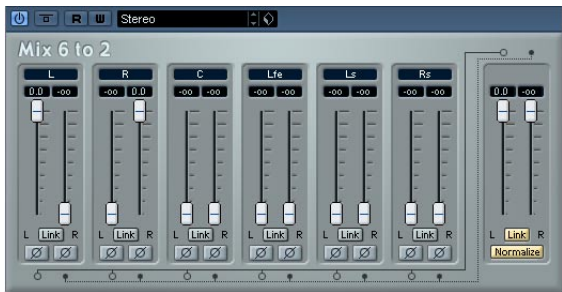 R W Stereo
Mix 6 to 2
L R C Lfe Ls Rs
0.0 -oo -oo 0.0 -oo -oo -oo -oo -oo -oo -oo -oo 0.0 -oo
L Link R L Link R L Link R L Link R L Link R L Link R L Link R
Ø Ø Ø Ø Ø Ø Ø Ø Ø Ø Ø Ø Normalize